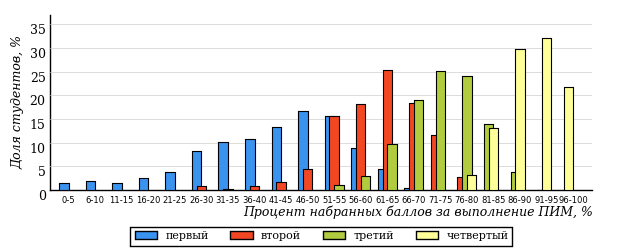 Доля студентов, %
35
30
25
20
15
10
5
0
0-5 6-10 11-15 16-20 21-25 26-30 31-35 36-40 41-45 46-50 51-55 56-60 61-65 66-70 71-75 76-80 81-85 86-90 91-95 96-100
Процент набранных баллов за выполнение ПИМ, %
первый второй третий четвертый